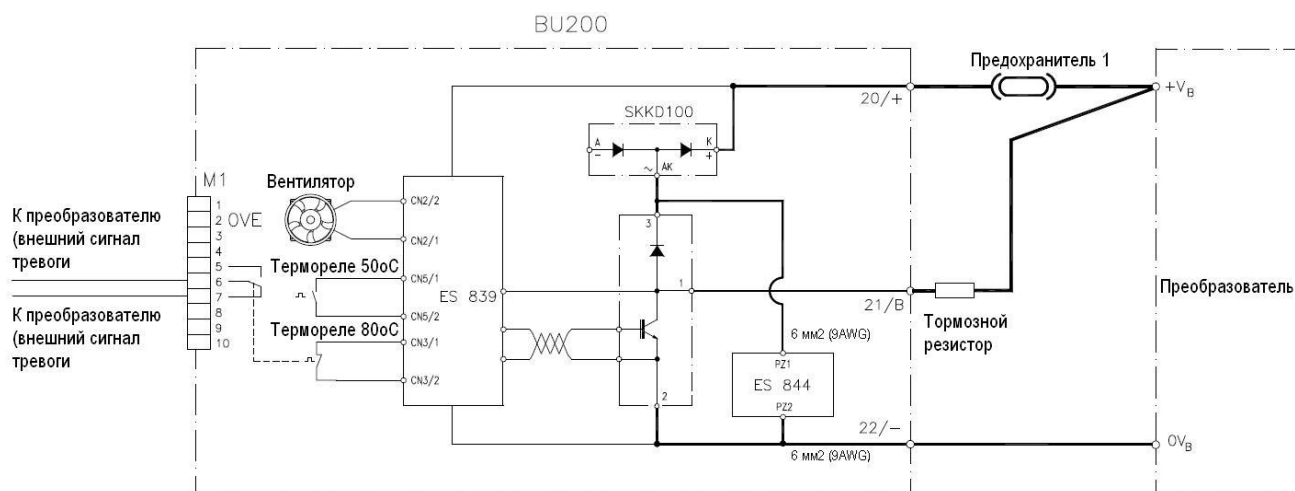 BU200
Предохранитель 1
20/+
+VB
SKKD100
A
K
-
+
~
AK
M1
Вентилятор
1
2
3
4
5
6
7
8
9
10
0VE
К преобразователю
(внешний сигнал
тревоги
К преобразователю
(внешний сигнал
тревоги
CN2/2
CN2/1
Термореле 50оС
CN5/1
ES 839
CN5/2
Термореле 80оС
CN3/1
CN3/2
3
1
2
21/B
Преобразователь
Тормозной
резистор
6 мм2 (9AWG)
PZ1
ES 844
PZ2
22/-
6 мм2 (9AWG)
0VB